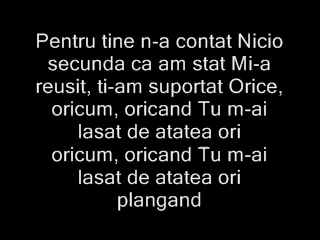 Pentru tine n-a contat Nicio
secunda ca am stat Mi-a
reusit, ti-am suportat Orice,
oricum, oricand Tu m-ai
lasat de atatea ori
oricum, oricand Tu m-ai
lasat de atatea ori
plangand